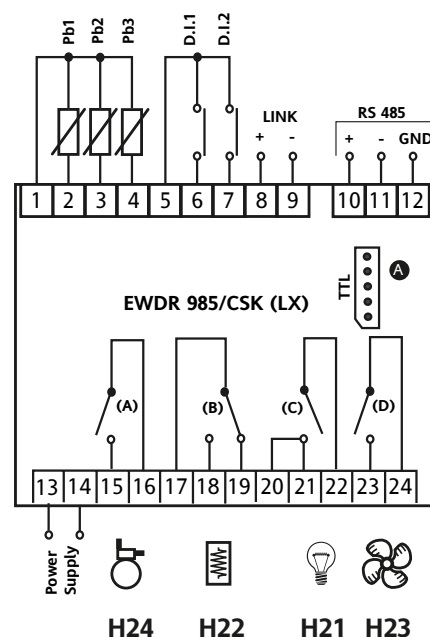 Pb1 Pb2 Pb3 D.I.1 D.I.2
LINK
+ -
RS 485
+ - GND
1 2 3 4 5 6 7 8 9 10 11 12
TTL
A
EWDR 985/CSK (LX)
(A) (B) (C) (D)
13 14 15 16 17 18 19 20 21 22 23 24
Power
Supply
H24 H22 H21 H23